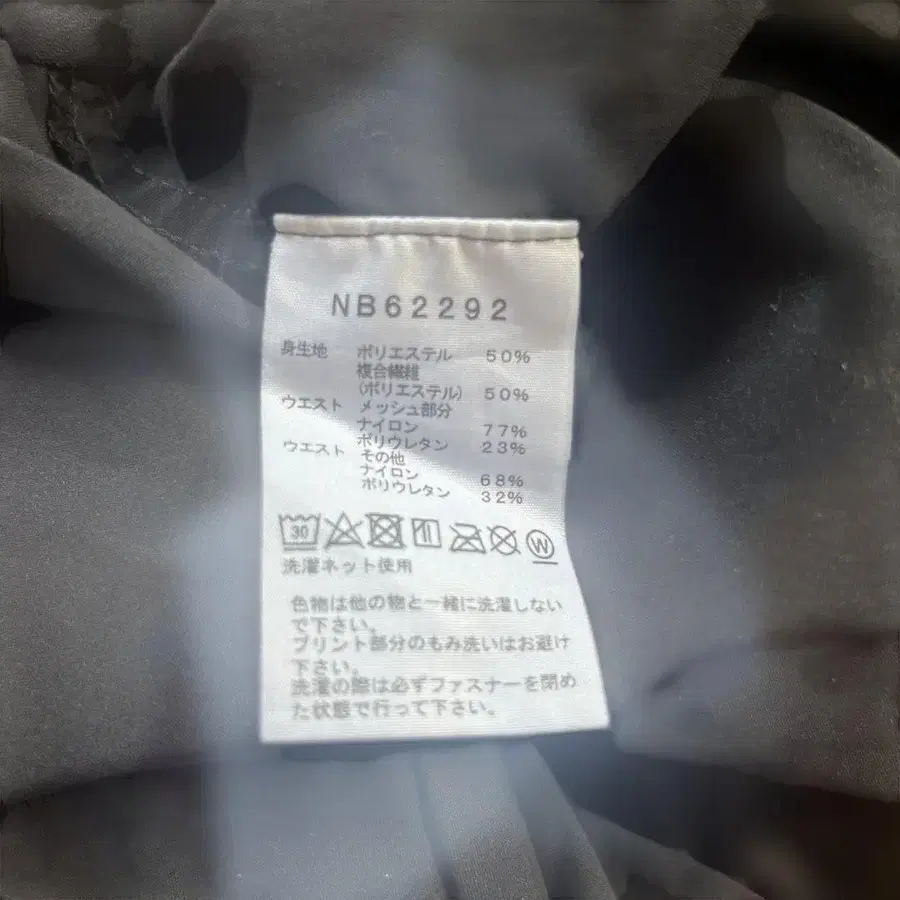 NB62292
身生地 ポリエステル 50%
複合繊維
(ポリエステル) 50%
ウエスト メッシュ部分
ナイロン 77%
ポリウレタン 23%
ウエスト その他
ナイロン 68%
ポリウレタン 32%
30 W
洗濯ネット使用
色物は他の物と一緒に洗濯しない
で下さい。
プリント部分のもみ洗いはお避け
下さい。
洗濯の際は必ずファスナーを閉め
た状態で行って下さい。